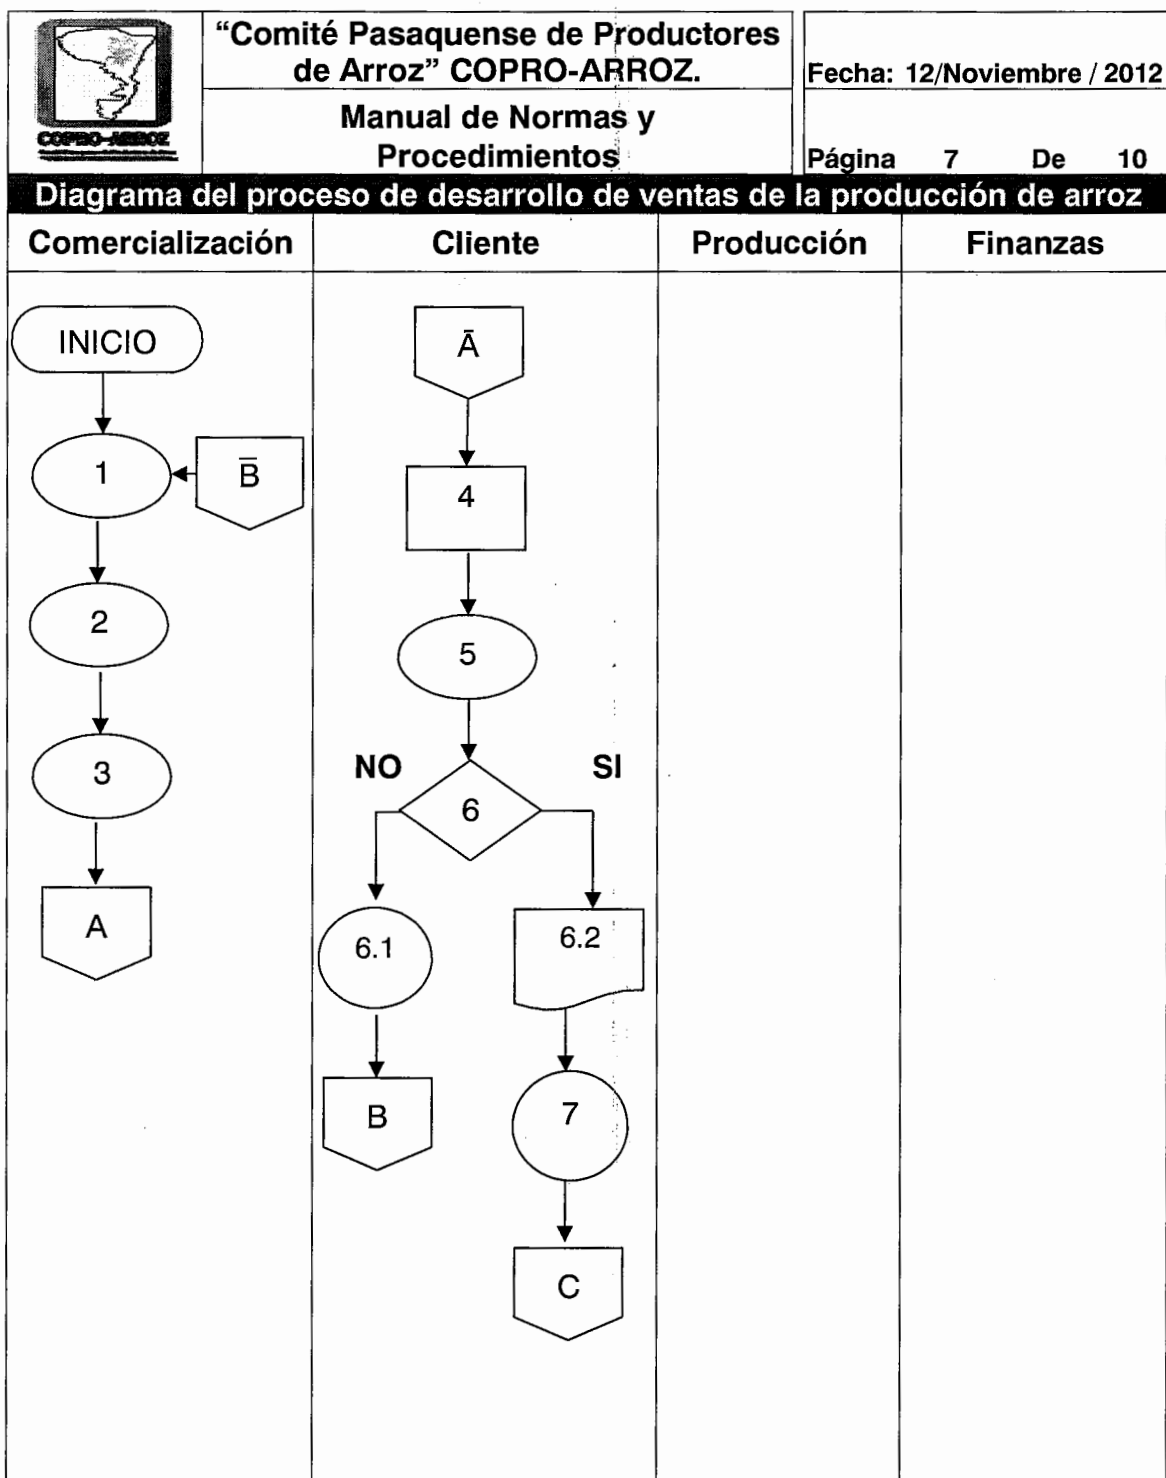 COPRO-ARROZ
“Comité Pasaquense de Productores
de Arroz” COPRO-ARROZ.
Manual de Normas y
Procedimientos
Fecha: 12/Noviembre / 2012
Página 7 De 10
Diagrama del proceso de desarrollo de ventas de la producción de arroz
Comercialización
Cliente
Producción
Finanzas
INICIO
1
B̅
2
3
A
Ā
4
5
NO
SI
6
6.1
6.2
B
7
C